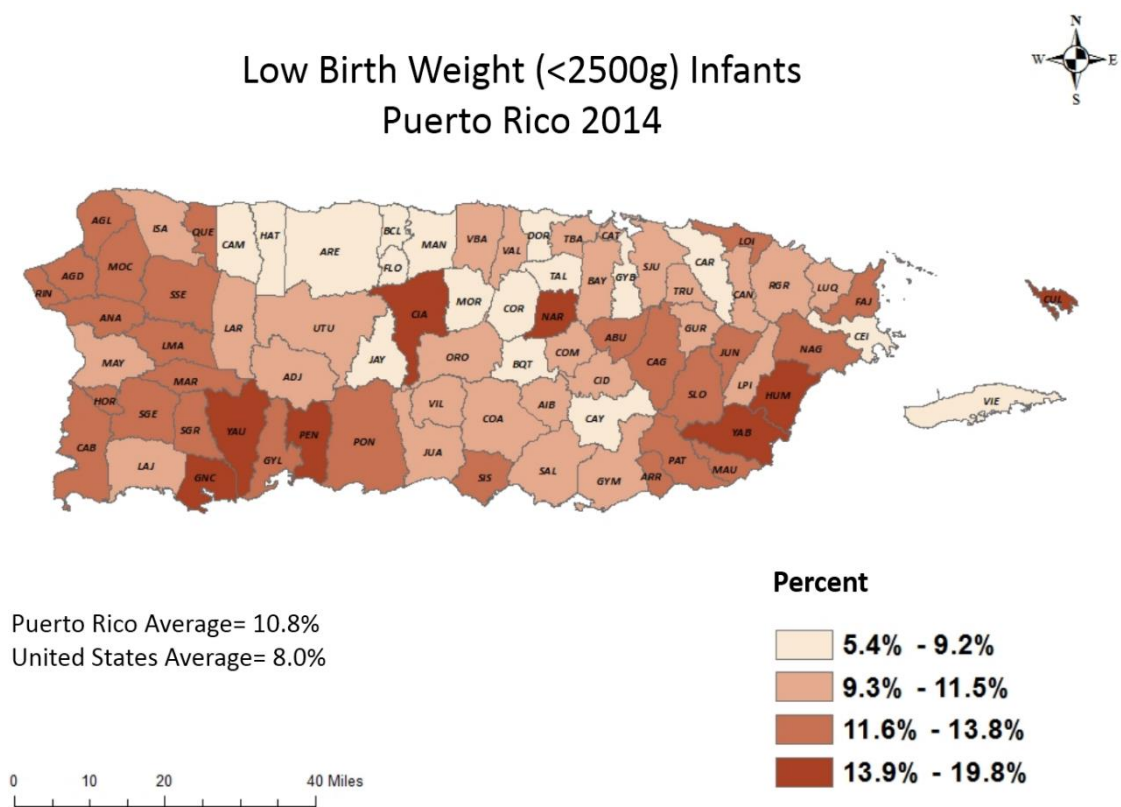 N
W E
S
Low Birth Weight (<2500g) Infants
Puerto Rico 2014
AGL ISA QUE CAM HAT ARE BCL MAN VBA VAL DOR TBA CAT SJU CAR LOI
FLO TAL BAY GYB TRU CAN RGR LUQ FAJ CUL
RIN AGD MOC SSE LAR UTU CIA MOR COR NAR GUR CEI
ANA LMA MAY ADJ JAY ORO BQT COM ABU CAG JUN NAG
MAR CID SLO LPI HUM VIE
HOR SGE SGR YAU PEN PON VIL COA AIB CAY YAB
CAB LAJ GNC GYL JUA SIS SAL GYM ARR PAT MAU
Percent
Puerto Rico Average= 10.8%
United States Average= 8.0%
5.4% - 9.2%
9.3% - 11.5%
11.6% - 13.8%
13.9% - 19.8%
0 10 20 40 Miles